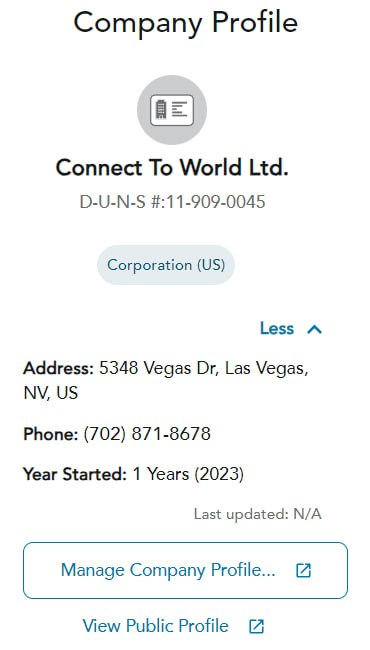 Company Profile
Connect To World Ltd.
D-U-N-S #:11-909-0045
Corporation (US)
Less
Address: 5348 Vegas Dr, Las Vegas,
NV, US
Phone: (702) 871-8678
Year Started: 1 Years (2023)
Last updated: N/A
Manage Company Profile...
View Public Profile